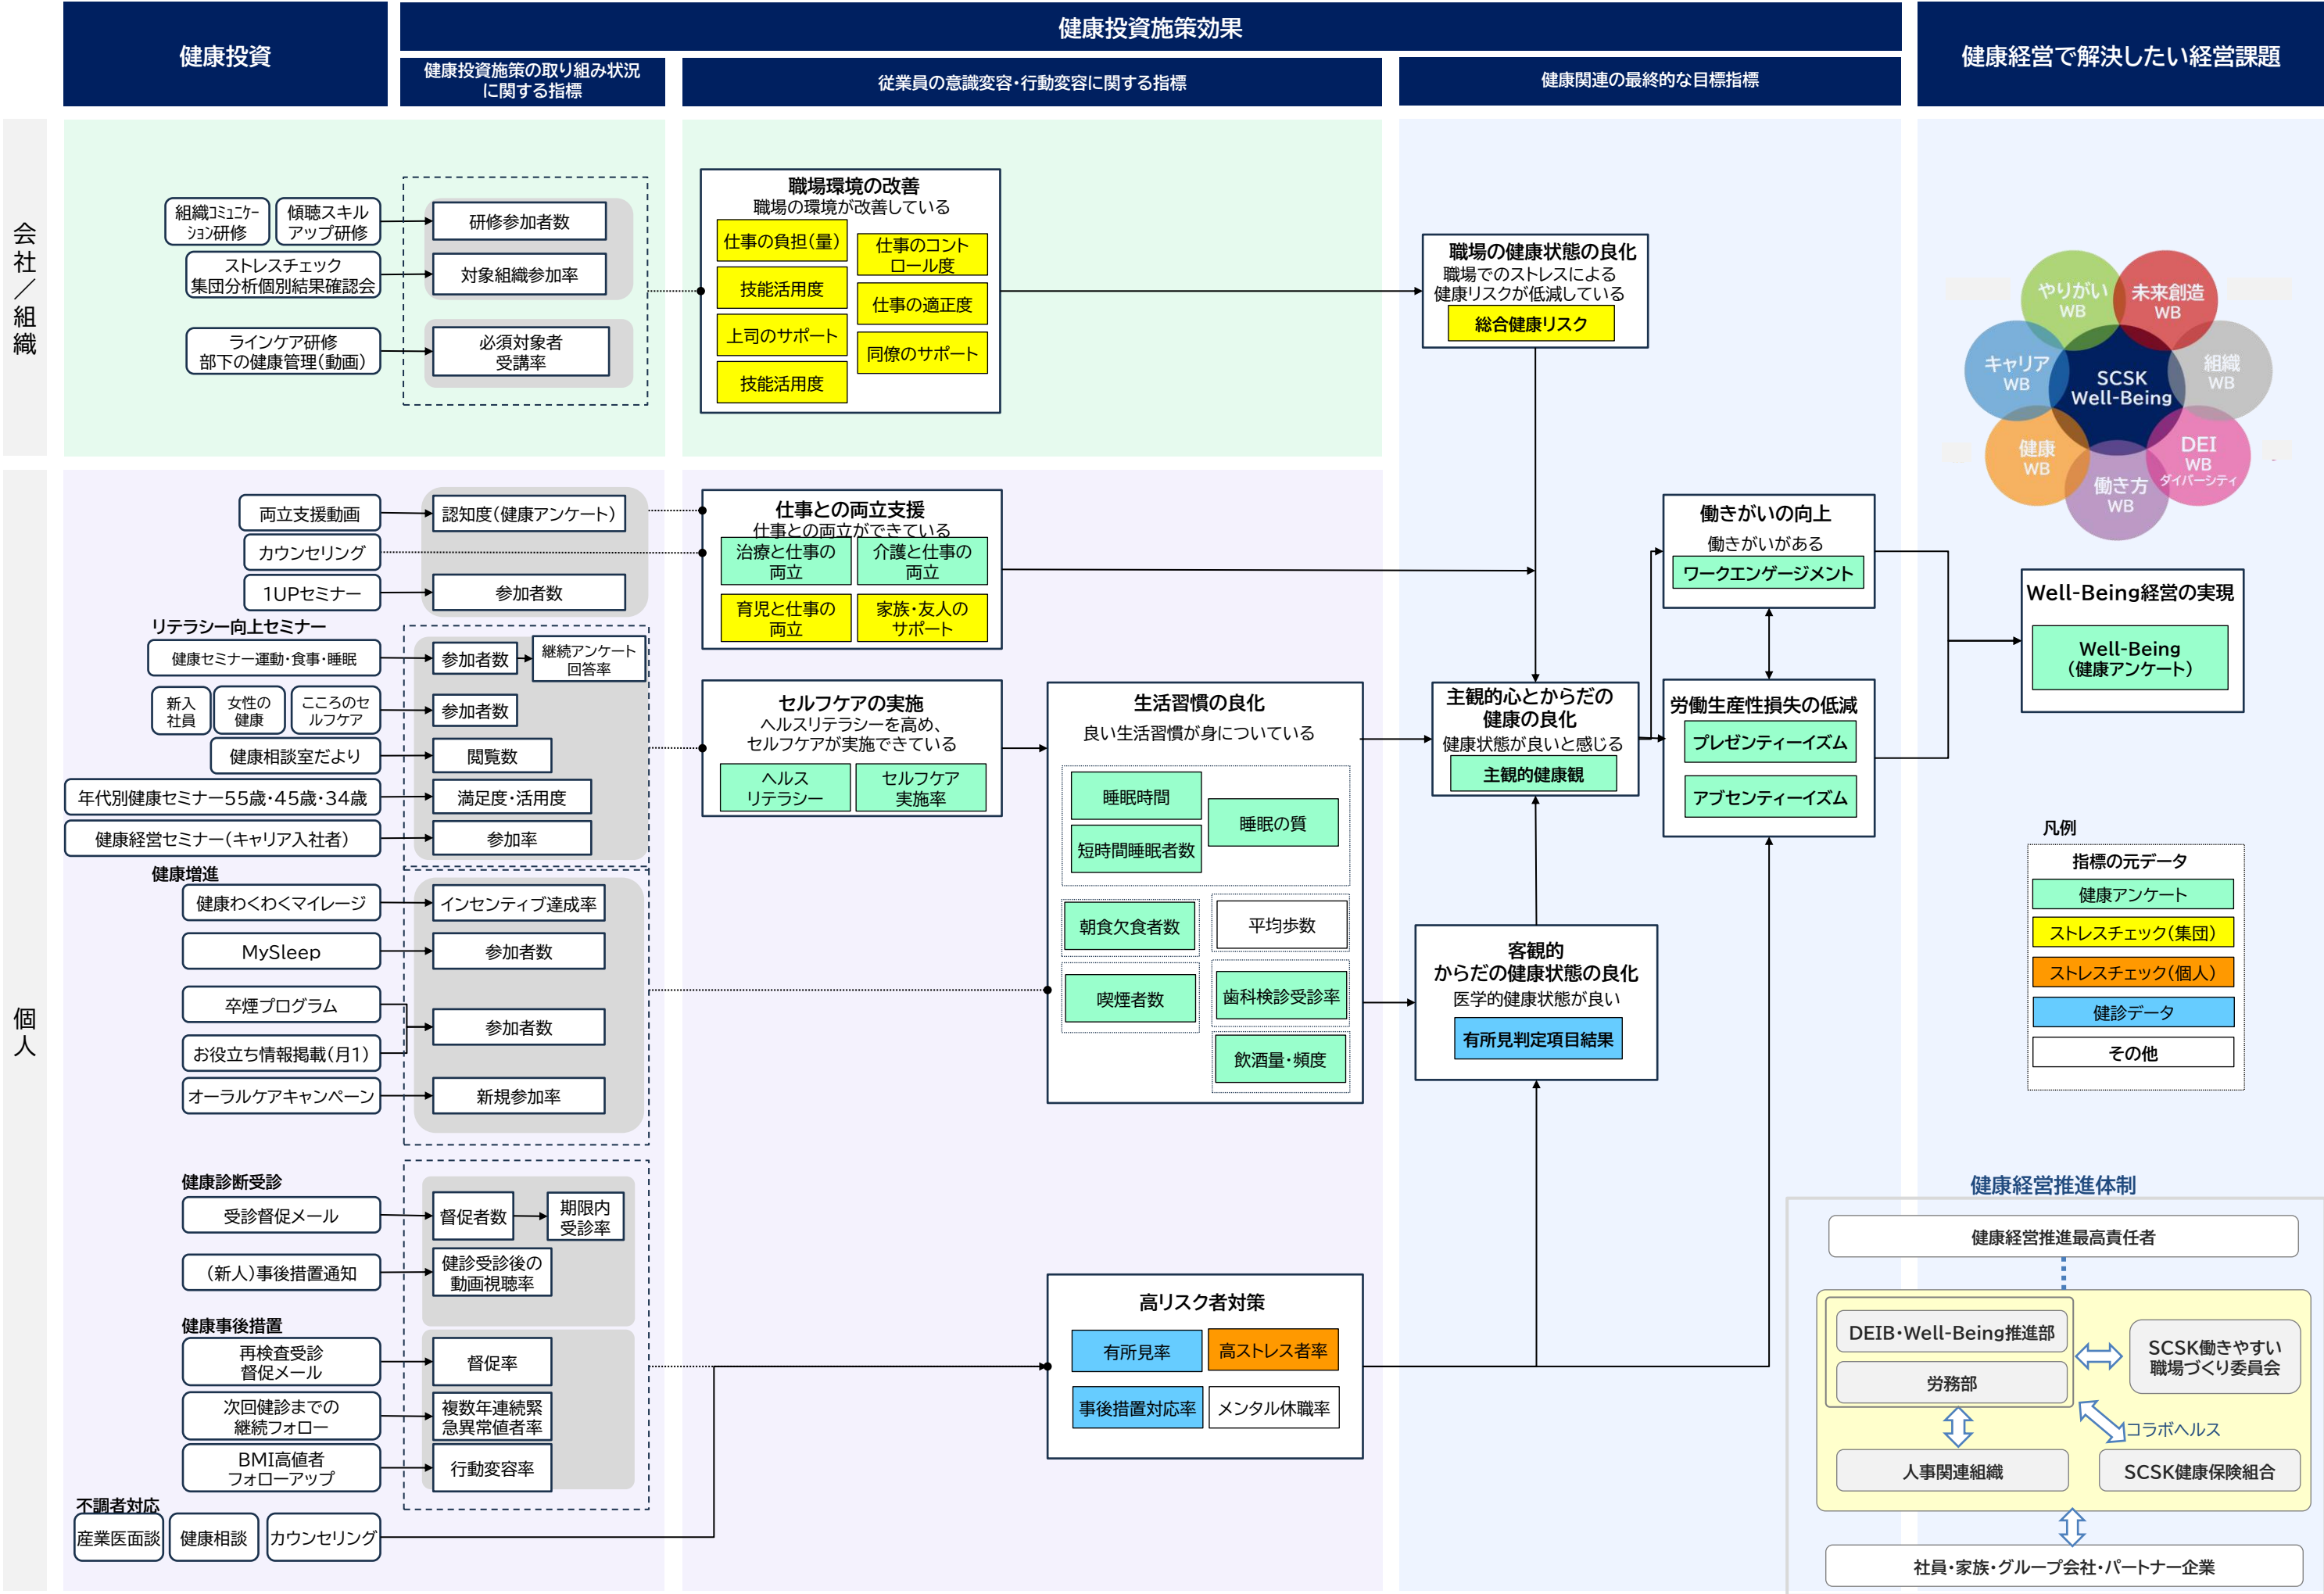 健康投資
健康投資施策効果
健康経営で解決したい経営課題
健康投資施策の取り組み状況
に関する指標
従業員の意識変容・行動変容に関する指標
健康関連の最終的な目標指標
会社／組織
組織ｺﾐｭﾆｹｰ
ｼｮﾝ研修
傾聴スキル
アップ研修
研修参加者数
ストレスチェック
集団分析個別結果確認会
対象組織参加率
ラインケア研修
部下の健康管理（動画）
必須対象者
受講率
職場環境の改善
職場の環境が改善している
仕事の負担（量）
仕事のコント
ロール度
技能活用度
仕事の適正度
上司のサポート
同僚のサポート
技能活用度
職場の健康状態の良化
職場でのストレスによる
健康リスクが低減している
総合健康リスク
やりがい
WB
未来創造
WB
キャリア
WB
組織
WB
SCSK
Well-Being
健康
WB
DEI
WB
ダイバーシティ
働き方
WB
個人
両立支援動画
認知度（健康アンケート）
カウンセリング
1UPセミナー
参加者数
リテラシー向上セミナー
健康セミナー運動・食事・睡眠
参加者数
継続アンケート
回答率
新入
社員
女性の
健康
こころのセ
ルフケア
参加者数
健康相談室だより
閲覧数
年代別健康セミナー55歳・45歳・34歳
満足度・活用度
健康経営セミナー（キャリア入社者）
参加率
健康増進
健康わくわくマイレージ
インセンティブ達成率
MySleep
参加者数
卒煙プログラム
参加者数
お役立ち情報掲載（月1）
オーラルケアキャンペーン
新規参加率
健康診断受診
受診督促メール
督促者数
期限内
受診率
（新人）事後措置通知
健診受診後の
動画視聴率
健康事後措置
再検査受診
督促メール
督促率
次回健診までの
継続フォロー
複数年連続緊
急異常値者率
BMI高値者
フォローアップ
行動変容率
不調者対応
産業医面談
健康相談
カウンセリング
仕事との両立支援
仕事との両立ができている
治療と仕事の
両立
介護と仕事の
両立
育児と仕事の
両立
家族・友人の
サポート
セルフケアの実施
ヘルスリテラシーを高め、
セルフケアが実施できている
ヘルス
リテラシー
セルフケア
実施率
生活習慣の良化
良い生活習慣が身についている
睡眠時間
睡眠の質
短時間睡眠者数
朝食欠食者数
平均歩数
喫煙者数
歯科検診受診率
飲酒量・頻度
高リスク者対策
有所見率
高ストレス者率
事後措置対応率
メンタル休職率
主観的心とからだの
健康の良化
健康状態が良いと感じる
主観的健康観
客観的
からだの健康状態の良化
医学的健康状態が良い
有所見判定項目結果
働きがいの向上
働きがいがある
ワークエンゲージメント
労働生産性損失の低減
プレゼンティーイズム
アブセンティーイズム
Well-Being経営の実現
Well-Being
（健康アンケート）
凡例
指標の元データ
健康アンケート
ストレスチェック（集団）
ストレスチェック（個人）
健診データ
その他
健康経営推進体制
健康経営推進最高責任者
DEIB・Well-Being推進部
労務部
SCSK働きやすい
職場づくり委員会
コラボヘルス
人事関連組織
SCSK健康保険組合
社員・家族・グループ会社・パートナー企業